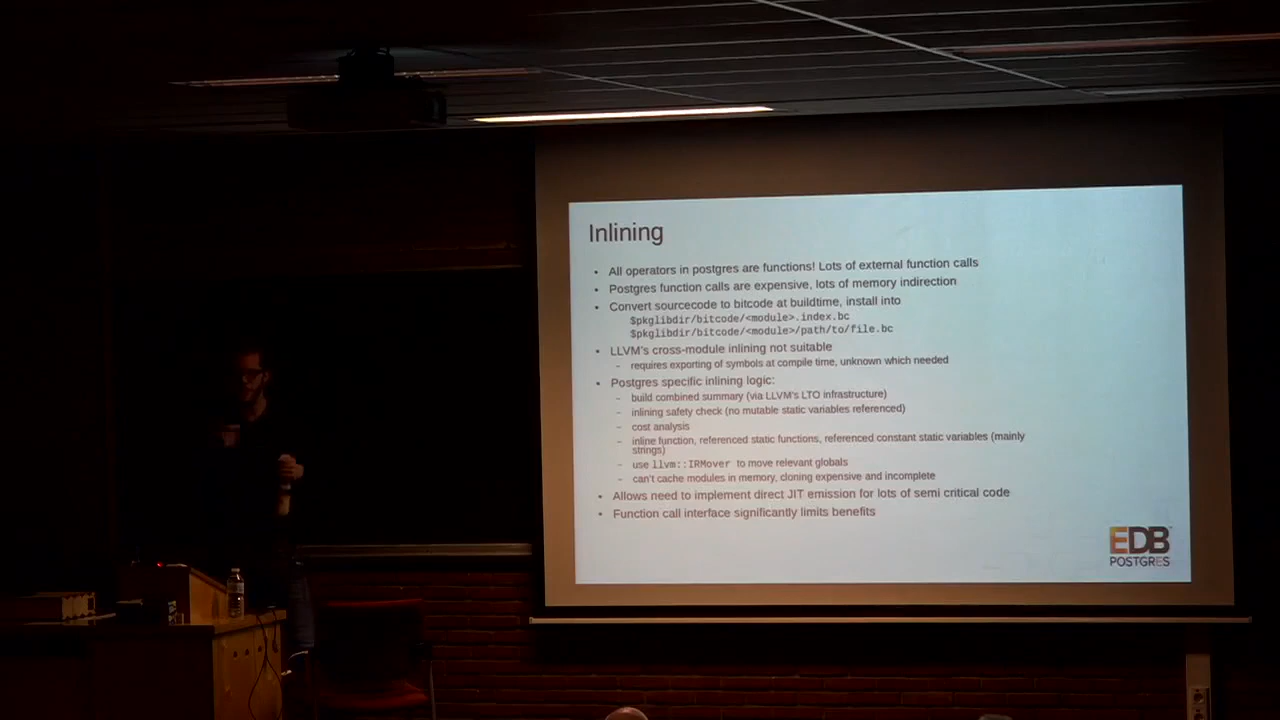 Inlining
• All operators in postgres are functions! Lots of external function calls
• Postgres function calls are expensive, lots of memory indirection
• Convert sourcecode to bitcode at buildtime, install into
$pkglibdir/bitcode/<module>.index.bc
$pkglibdir/bitcode/<module>/path/to/file.bc
• LLVM's cross-module inlining not suitable
– requires exporting of symbols at compile time, unknown which needed
• Postgres specific inlining logic:
– build combined summary (via LLVM's LTO infrastructure)
– inlining safety check (no mutable static variables referenced)
– cost analysis
– inline function, referenced static functions, referenced constant static variables (mainly
strings)
– use llvm::IRMover to move relevant globals
– can't cache modules in memory, cloning expensive and incomplete
• Allows need to implement direct JIT emission for lots of semi critical code
• Function call interface significantly limits benefits
EDB
POSTGRES